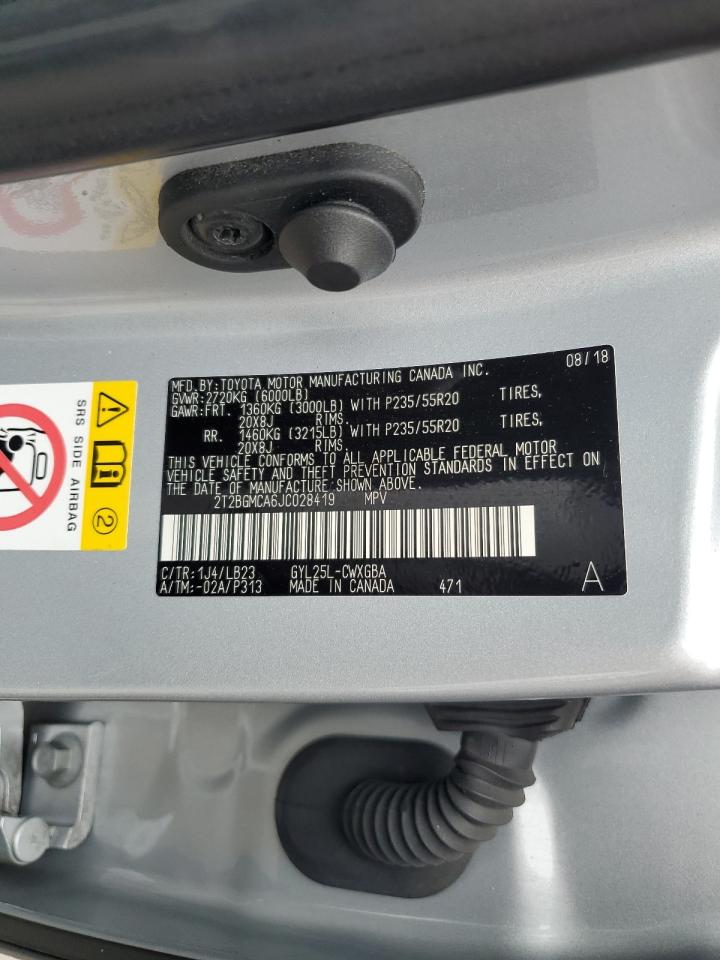 MFD.BY:TOYOTA MOTOR MANUFACTURING CANADA INC. 08/18
GVWR:2720KG (6000LB)
GAWR:FRT. 1360KG (3000LB) WITH P235/55R20 TIRES,
20X8J RIMS.
RR. 1460KG (3215LB) WITH P235/55R20 TIRES,
20X8J RIMS.
THIS VEHICLE CONFORMS TO ALL APPLICABLE FEDERAL MOTOR
VEHICLE SAFETY AND THEFT PREVENTION STANDARDS IN EFFECT ON
THE DATE OF MANUFACTURE SHOWN ABOVE.
2T2BGMCA6JC028419 MPV
C/TR:1J4/LB23 GYL25L-CWXGBA
A/TM:-02A/P313 MADE IN CANADA 471 A
SRS SIDE AIRBAG
2